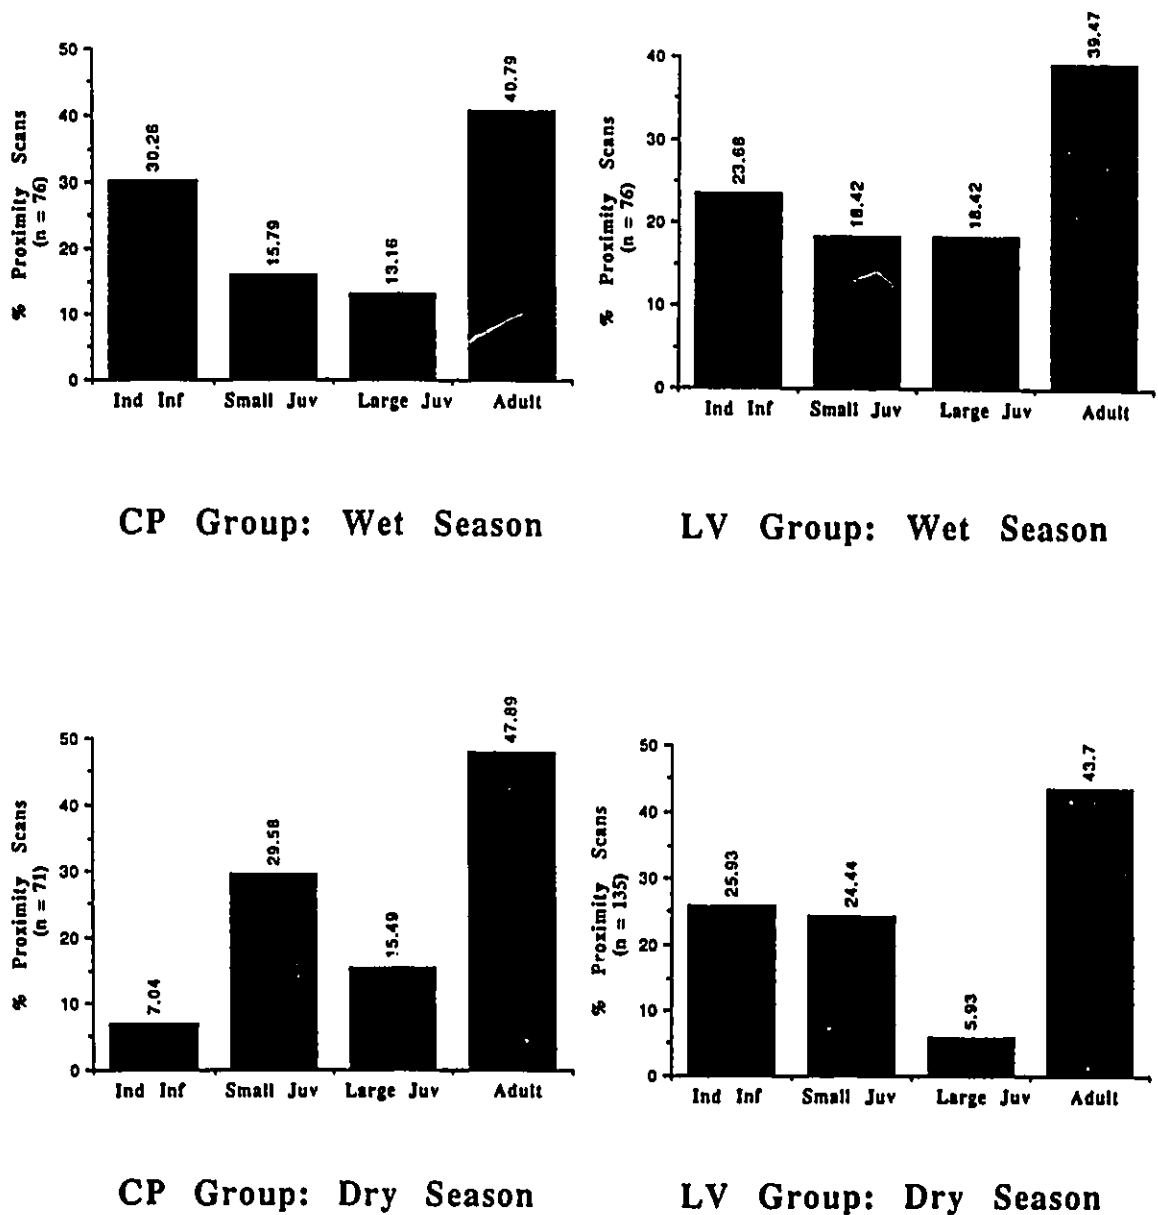 50
40
30
20
10
0
% Proximity Scans
(n = 76)
30.26
15.79
13.16
40.79
Ind Inf Small Juv Large Juv Adult
CP Group: Wet Season
40
30
20
10
0
% Proximity Scans
(n = 76)
23.68
18.42
18.42
39.47
Ind Inf Small Juv Large Juv Adult
LV Group: Wet Season
50
40
30
20
10
0
% Proximity Scans
(n = 71)
7.04
29.58
15.49
47.89
Ind Inf Small Juv Large Juv Adult
CP Group: Dry Season
50
40
30
20
10
0
% Proximity Scans
(n = 135)
25.93
24.44
5.93
43.7
Ind Inf Small Juv Large Juv Adult
LV Group: Dry Season